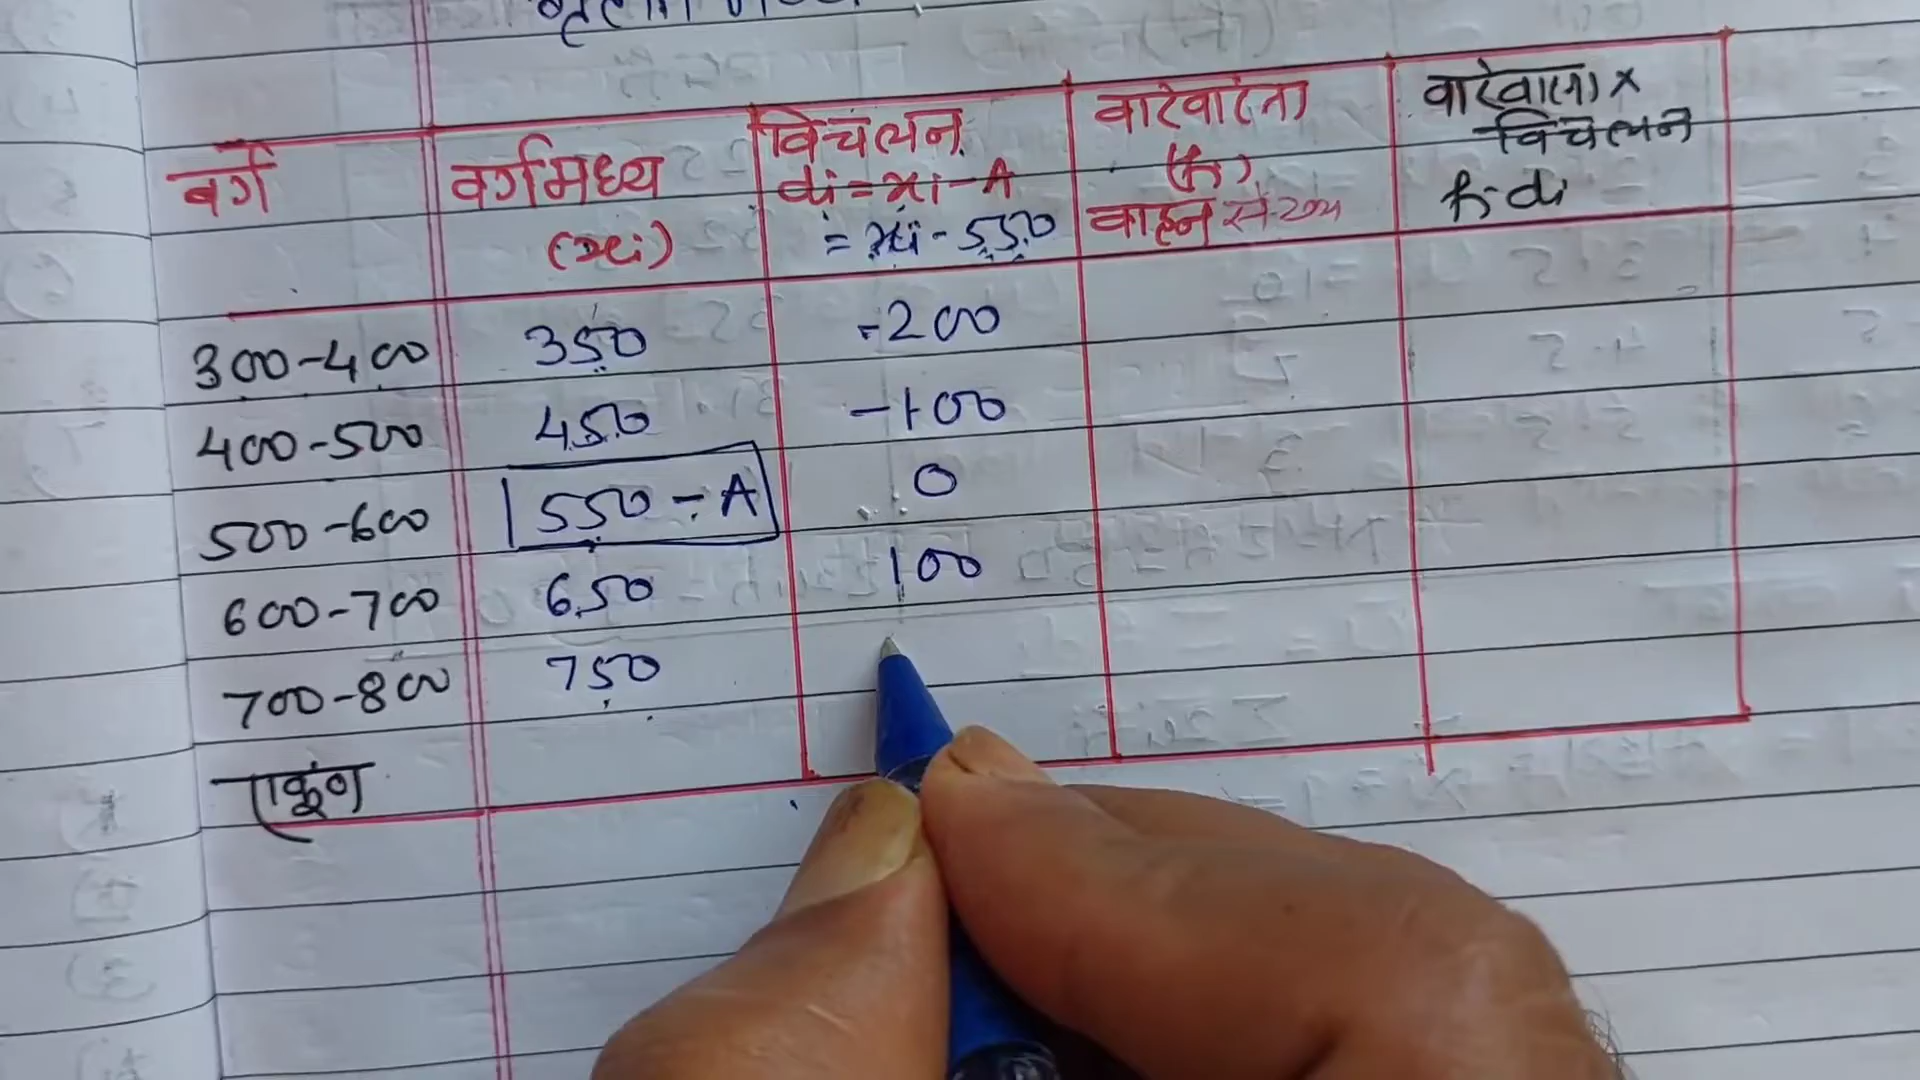 वर्ग वर्गमध्य (xi) विचलन di = xi - A = xi - 550 वारंवारता (fi) वाहन संख्या वारंवारता × विचलन fi·di
300-400 350 -200
400-500 450 -100
500-600 550 - A 0
600-700 650 100
700-800 750
एकूण